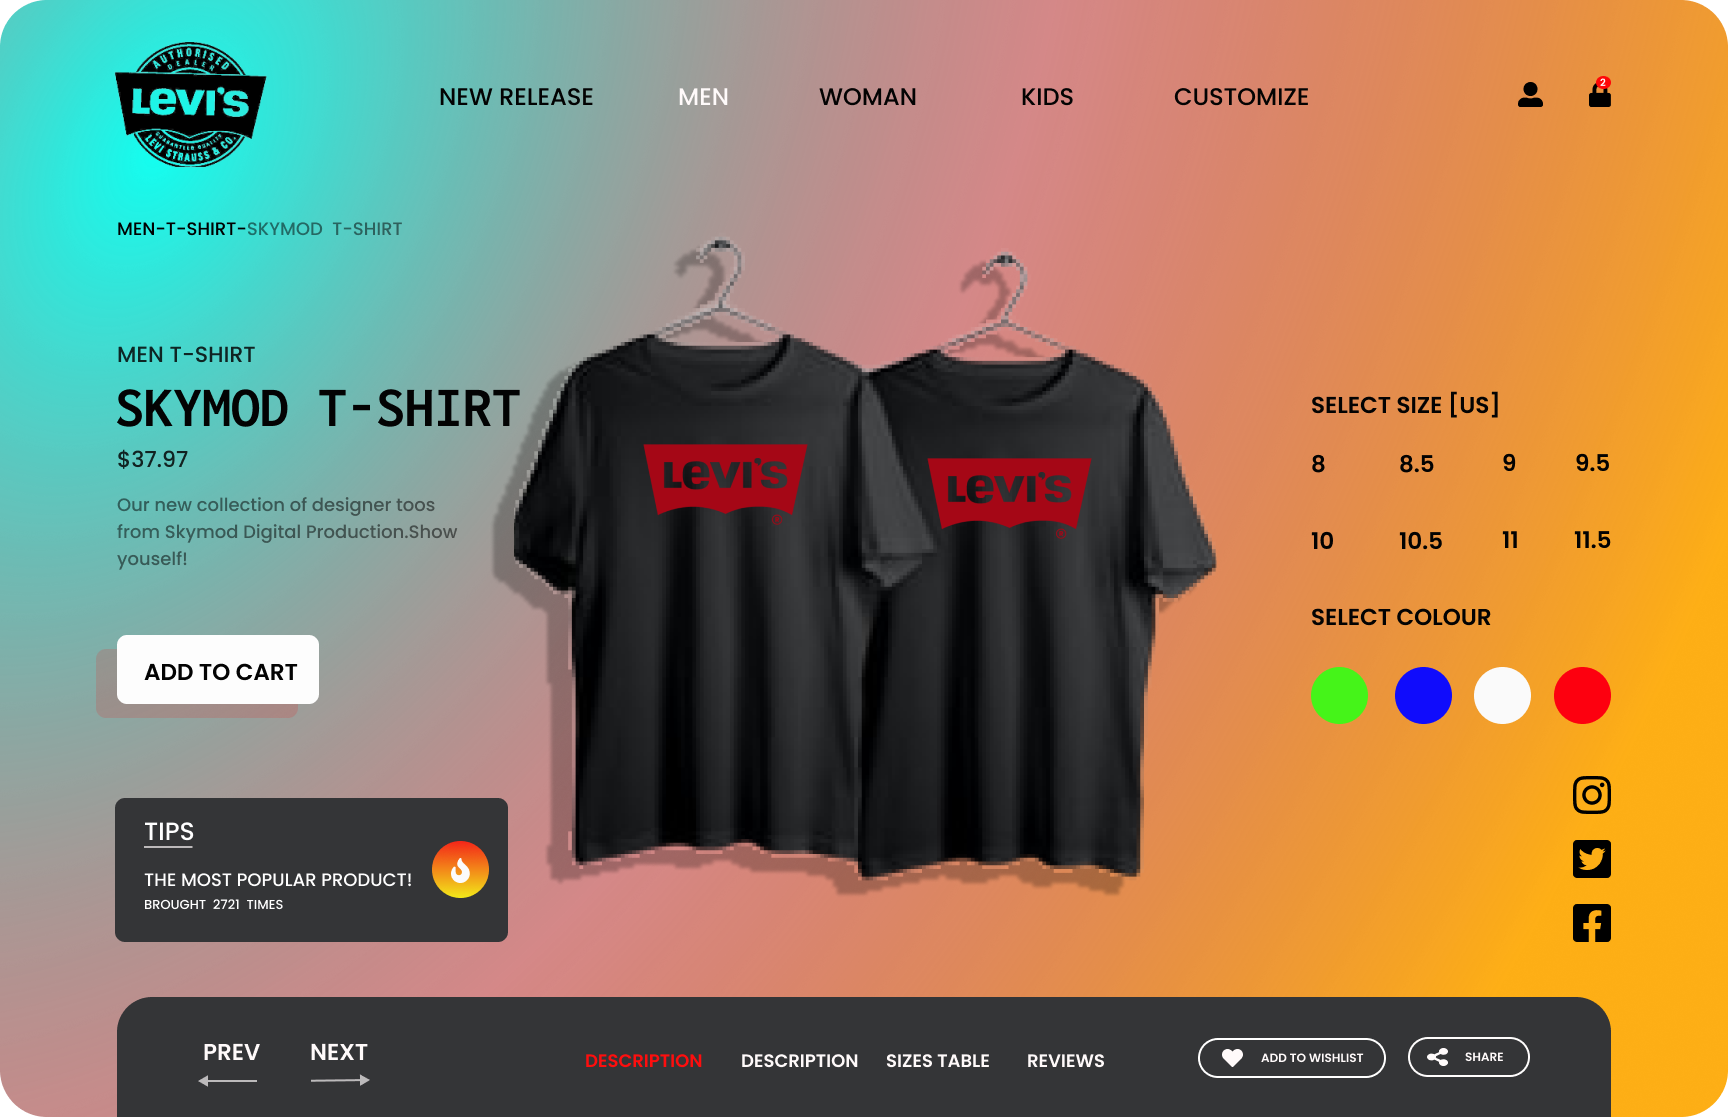 AUTHORISED
DEALER
LEVI'S
GUARANTEED QUALITY
LEVI STRAUSS & CO.
NEW RELEASE
MEN
WOMAN
KIDS
CUSTOMIZE
2
MEN-T-SHIRT-SKYMOD T-SHIRT
MEN T-SHIRT
SKYMOD T-SHIRT
$37.97
Our new collection of designer toos
from Skymod Digital Production.Show
youself!
ADD TO CART
LEVI'S
®
LEVI'S
®
SELECT SIZE [US]
8 8.5 9 9.5
10 10.5 11 11.5
SELECT COLOUR
TIPS
THE MOST POPULAR PRODUCT!
BROUGHT 2721 TIMES
PREV
NEXT
DESCRIPTION
DESCRIPTION
SIZES TABLE
REVIEWS
ADD TO WISHLIST
SHARE